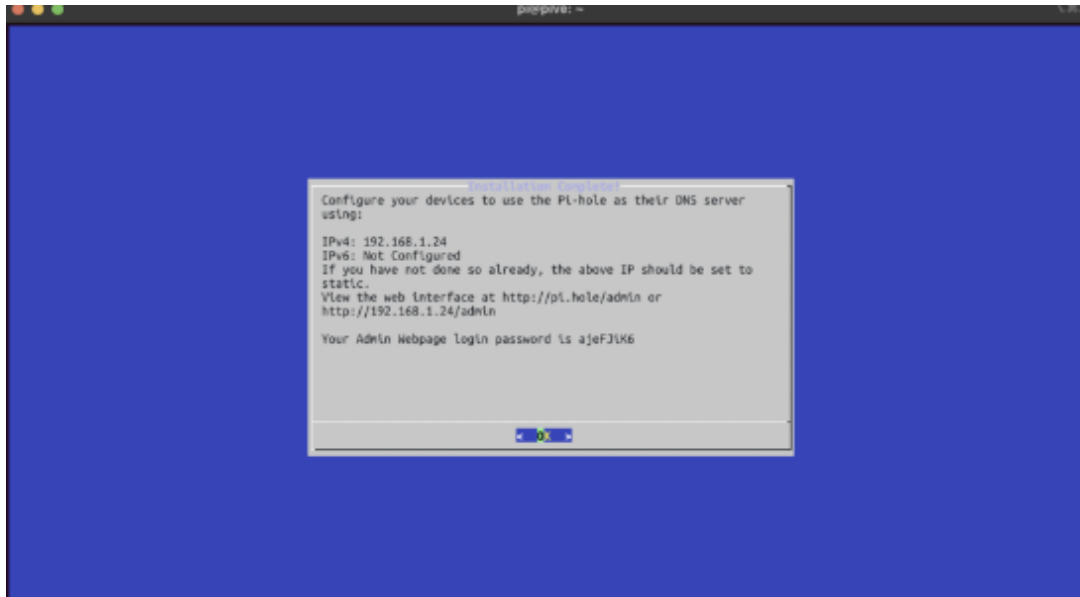 pi@pive: ~
Installation Complete!
Configure your devices to use the Pi-hole as their DNS server
using:
IPv4: 192.168.1.24
IPv6: Not Configured
If you have not done so already, the above IP should be set to
static.
View the web interface at http://pi.hole/admin or
http://192.168.1.24/admin
Your Admin Webpage login password is ajeFJiK6
< OK >